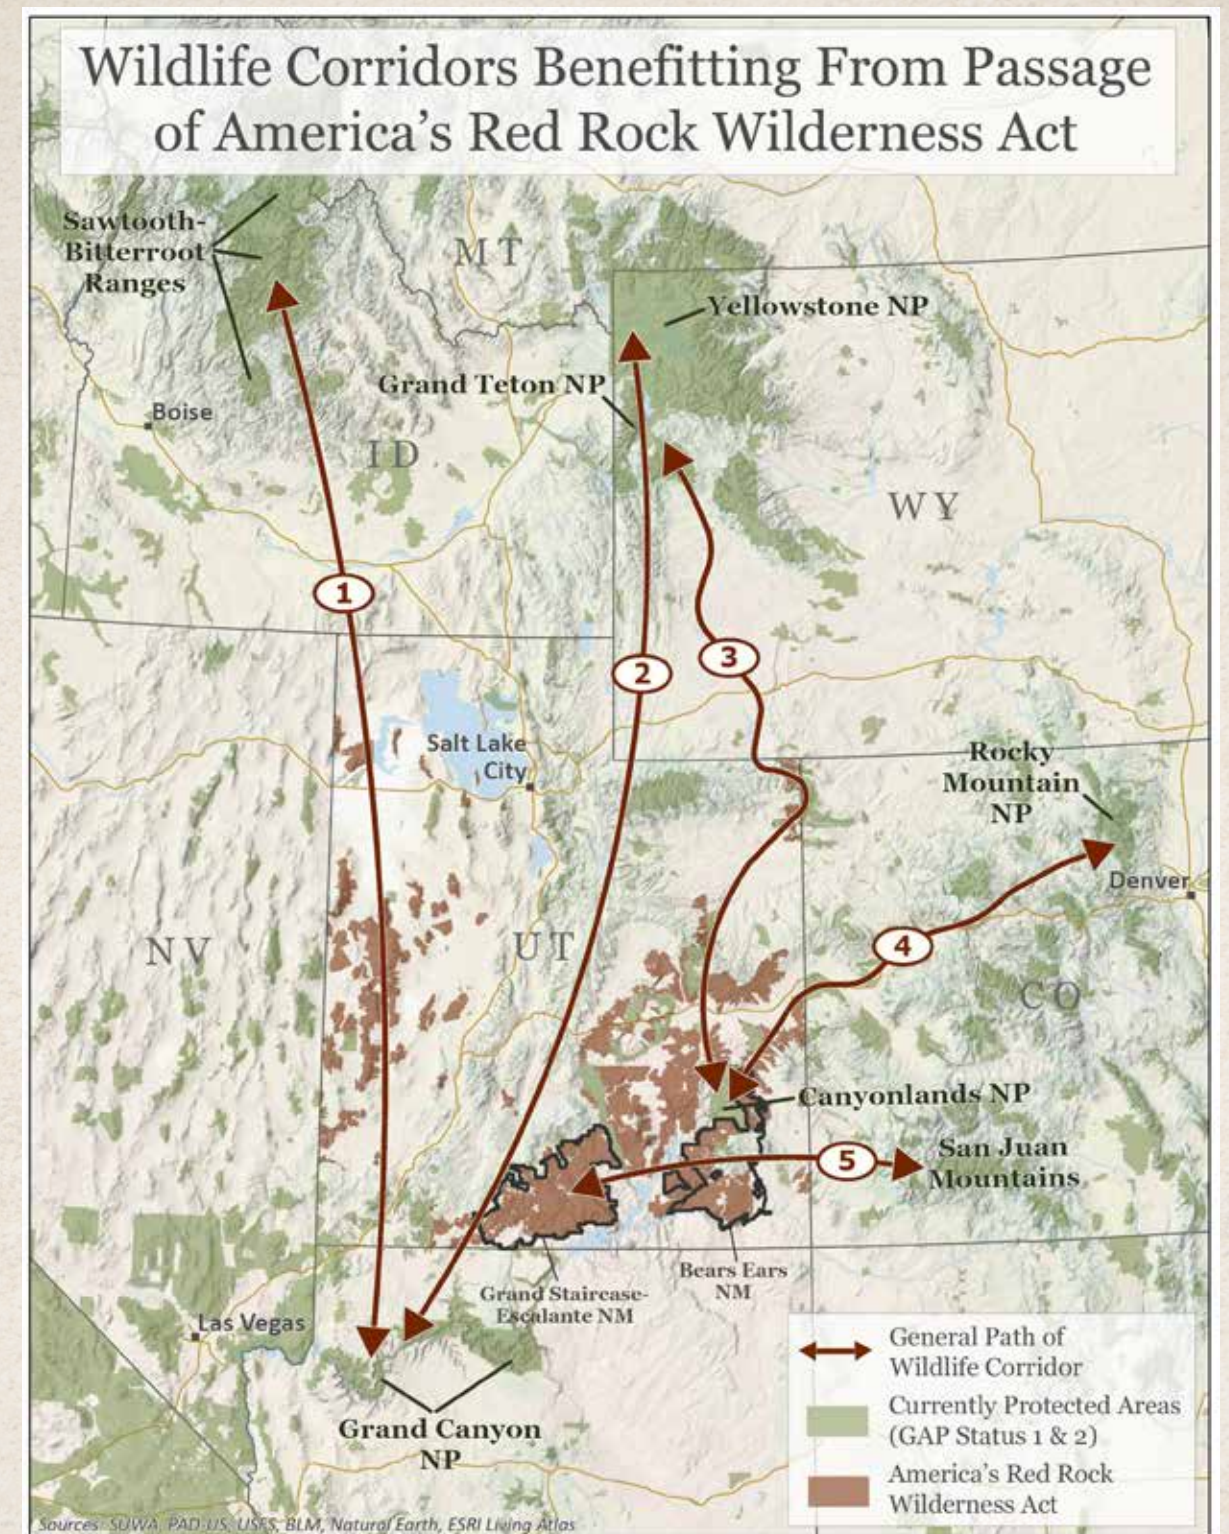 Wildlife Corridors Benefitting From Passage
of America's Red Rock Wilderness Act
Sawtooth-
Bitterroot
Ranges
MT
Yellowstone NP
Grand Teton NP
Boise
ID
WY
1
2
3
Salt Lake
City
Rocky
Mountain
NP
Denver
NV
UT
4
CO
Canyonlands NP
5
San Juan
Mountains
Grand Staircase-
Escalante NM
Bears Ears
NM
Las Vegas
Grand Canyon
NP
General Path of
Wildlife Corridor
Currently Protected Areas
(GAP Status 1 & 2)
America's Red Rock
Wilderness Act
Sources: SUWA, PAD-US, USFS, BLM, Natural Earth, ESRI Living Atlas